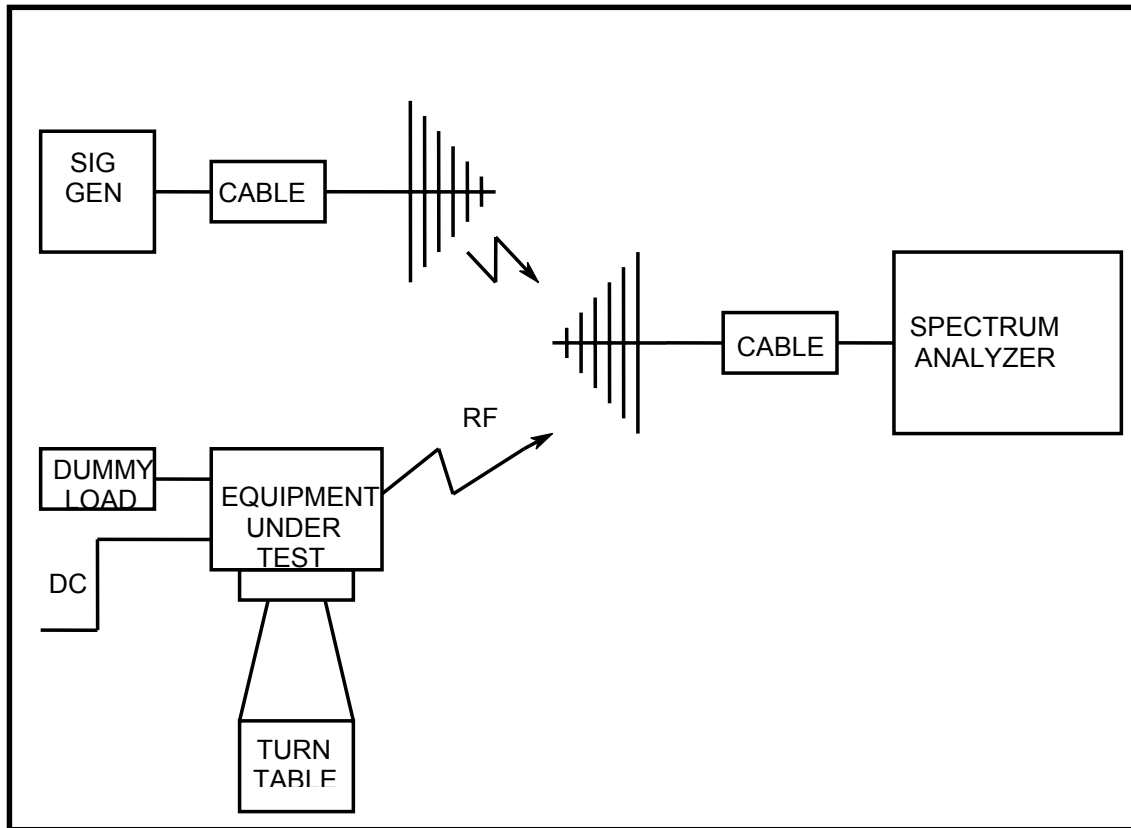 SIG
GEN
CABLE
CABLE
SPECTRUM
ANALYZER
RF
DUMMY
LOAD
EQUIPMENT
UNDER
TEST
DC
TURN
TABLE